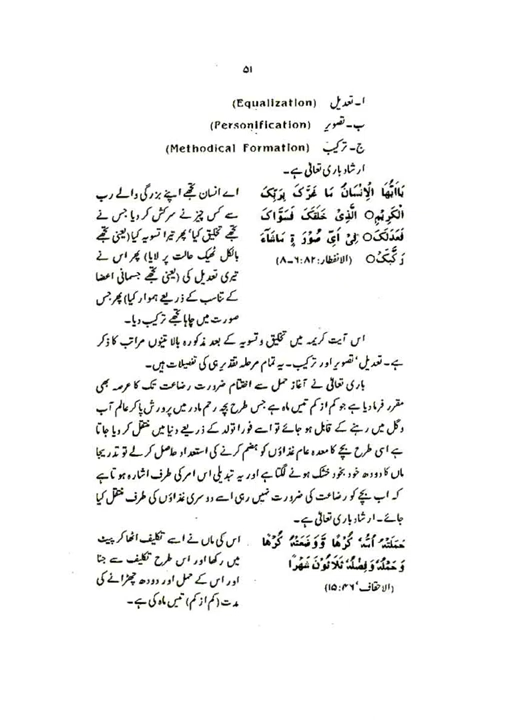 ۵۱
ا۔ تعدیل (Equalization)
ب۔ تصویر (Personification)
ج۔ ترکیب (Methodical Formation)
ارشاد باری تعالیٰ ہے۔
یٰاَیُّهَا الْاِنْسَانُ مَا غَرَّكَ بِرَبِّكَ
الْكَرِیْمِ○ الَّذِیْ خَلَقَكَ فَسَوّٰاكَ
فَعَدَلَكَ○ فِیْ اَیِّ صُوْرَۃٍ مَّاشَآءَ
رَكَّبَكَ○ (الانفطار:۸۲:۶۔۸)
اے انسان تجھے اپنے بزرگی والے رب
سے کس چیز نے سرکش کر دیا جس نے
تجھے تخلیق کیا، پھر تیرا تسویہ کیا (یعنی تجھے
بالکل ٹھیک حالت پر لایا) پھر اس نے
تیری تعدیل کی (یعنی تجھے جسمانی اعضا
کے تناسب کے ذریعے ہموار کیا) پھر جس
صورت میں چاہا تجھے ترکیب دیا۔
اس آیت کریمہ میں تخلیق و تسویہ کے بعد مذکورہ بالا تینوں مراتب کا ذکر
ہے۔ تعدیل، تصویر اور ترکیب۔ یہ تمام مرحلہ تقدیر ہی کی تفصیلات ہیں۔
باری تعالیٰ نے آغاز حمل سے اختتام ضرورت رضاعت تک کا عرصہ بھی
مقرر فرما دیا ہے جو کم از کم تیس ماہ ہے جس طرح بچہ رحم مادر میں پرورش پا کر عالم آب
و گل میں رہنے کے قابل ہو جائے تو اسے فورا تولد کے ذریعے دنیا میں منتقل کر دیا جاتا
ہے اسی طرح بچے کا معدہ عام غذاؤں کو ہضم کرنے کی استعداد حاصل کر لے تو تدریجا
ماں کا دودھ خود بخود خشک ہونے لگتا ہے اور یہ تبدیلی اس امر کی طرف اشارہ ہوتا ہے
کہ اب بچے کو رضاعت کی ضرورت نہیں رہی اسے دوسری غذاؤں کی طرف منتقل کیا
جائے۔ ارشاد باری تعالیٰ ہے۔
حَمَلَتْهُ اُمُّهٗ كُرْهًا وَّوَضَعَتْهُ كُرْهًا
وَحَمْلُهٗ وَفِصٰلُهٗ ثَلَاثُوْنَ شَهْرًا
(الاحقاف، ۴۶:۱۵)
اس کی ماں نے اسے تکلیف اٹھا کر پیٹ
میں رکھا اور اس طرح تکلیف سے جنا
اور اس کے حمل اور دودھ چھڑانے کی
مدت (کم از کم) تیس ماہ کی ہے۔